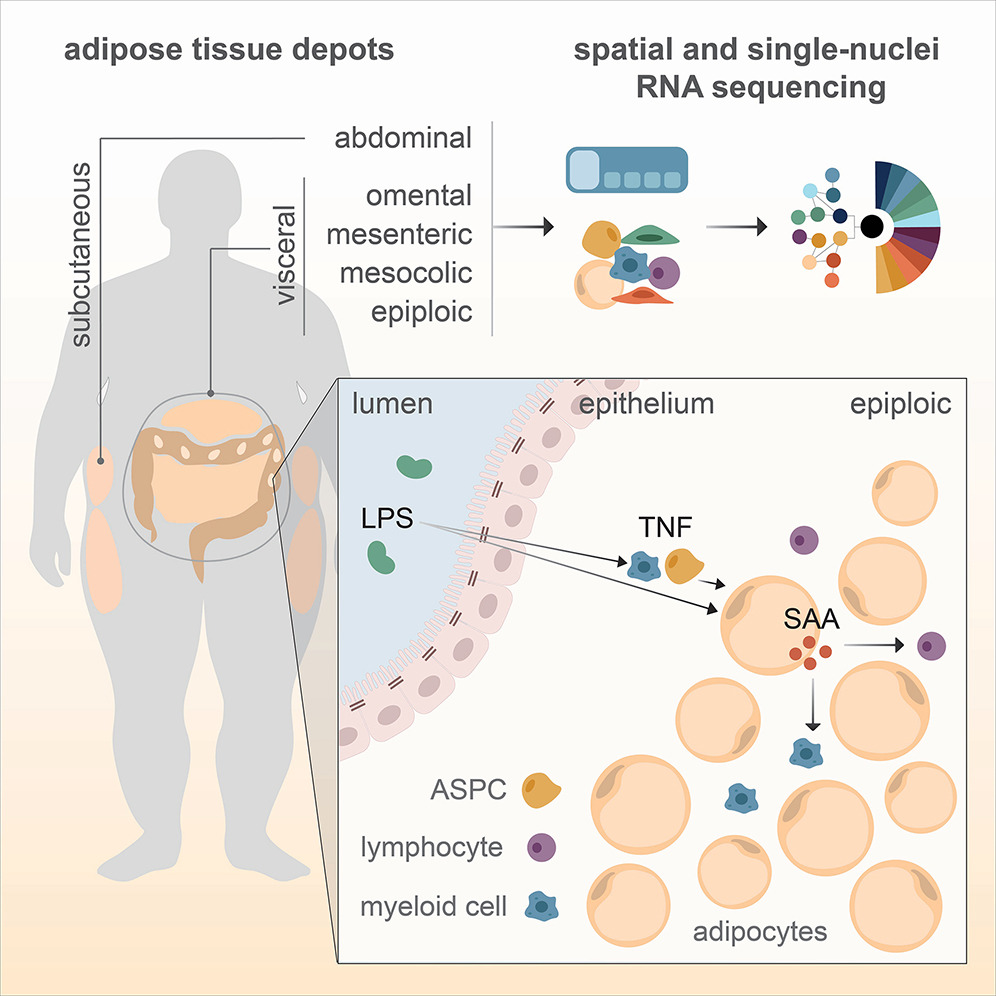 adipose tissue depots
spatial and single-nuclei
RNA sequencing
subcutaneous
visceral
abdominal
omental
mesenteric
mesocolic
epiploic
lumen
epithelium
epiploic
LPS
TNF
SAA
ASPC
lymphocyte
myeloid cell
adipocytes